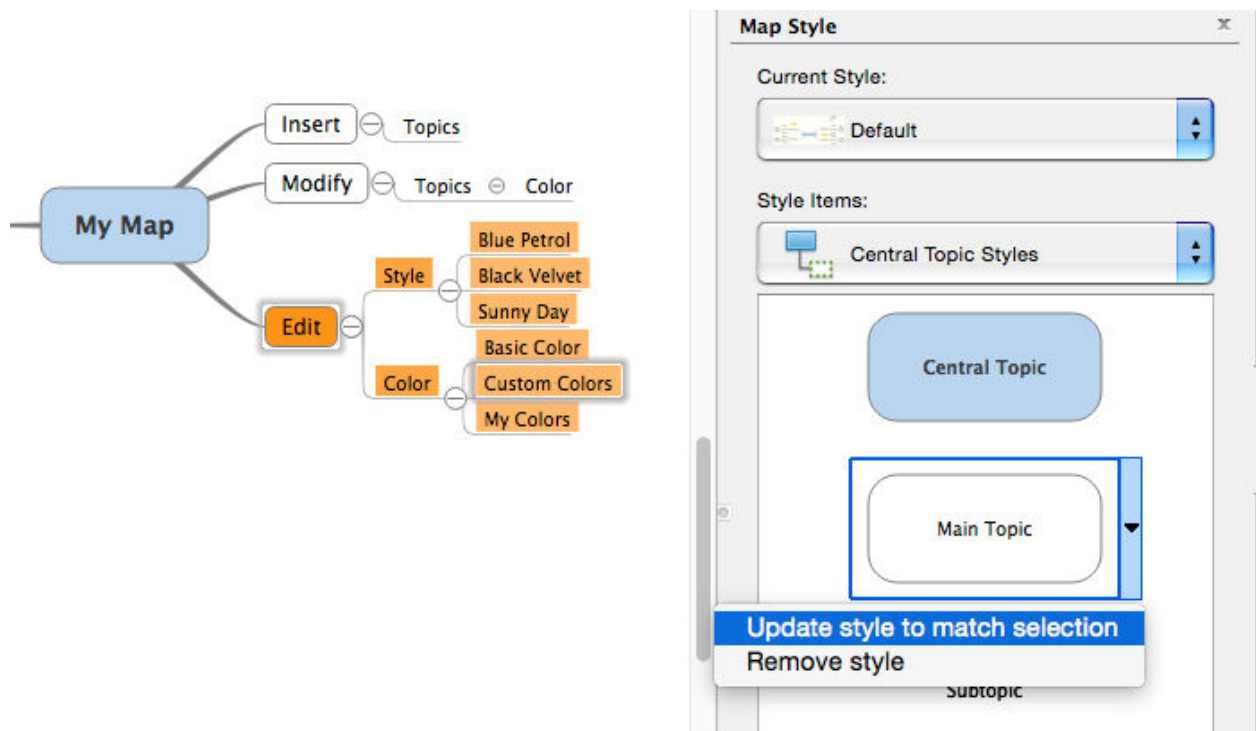 My Map
Insert
Topics
Modify
Topics
Color
Edit
Style
Blue Petrol
Black Velvet
Sunny Day
Color
Basic Color
Custom Colors
My Colors
Map Style
Current Style:
Default
Style Items:
Central Topic Styles
Central Topic
Main Topic
Update style to match selection
Remove style
Subtopic